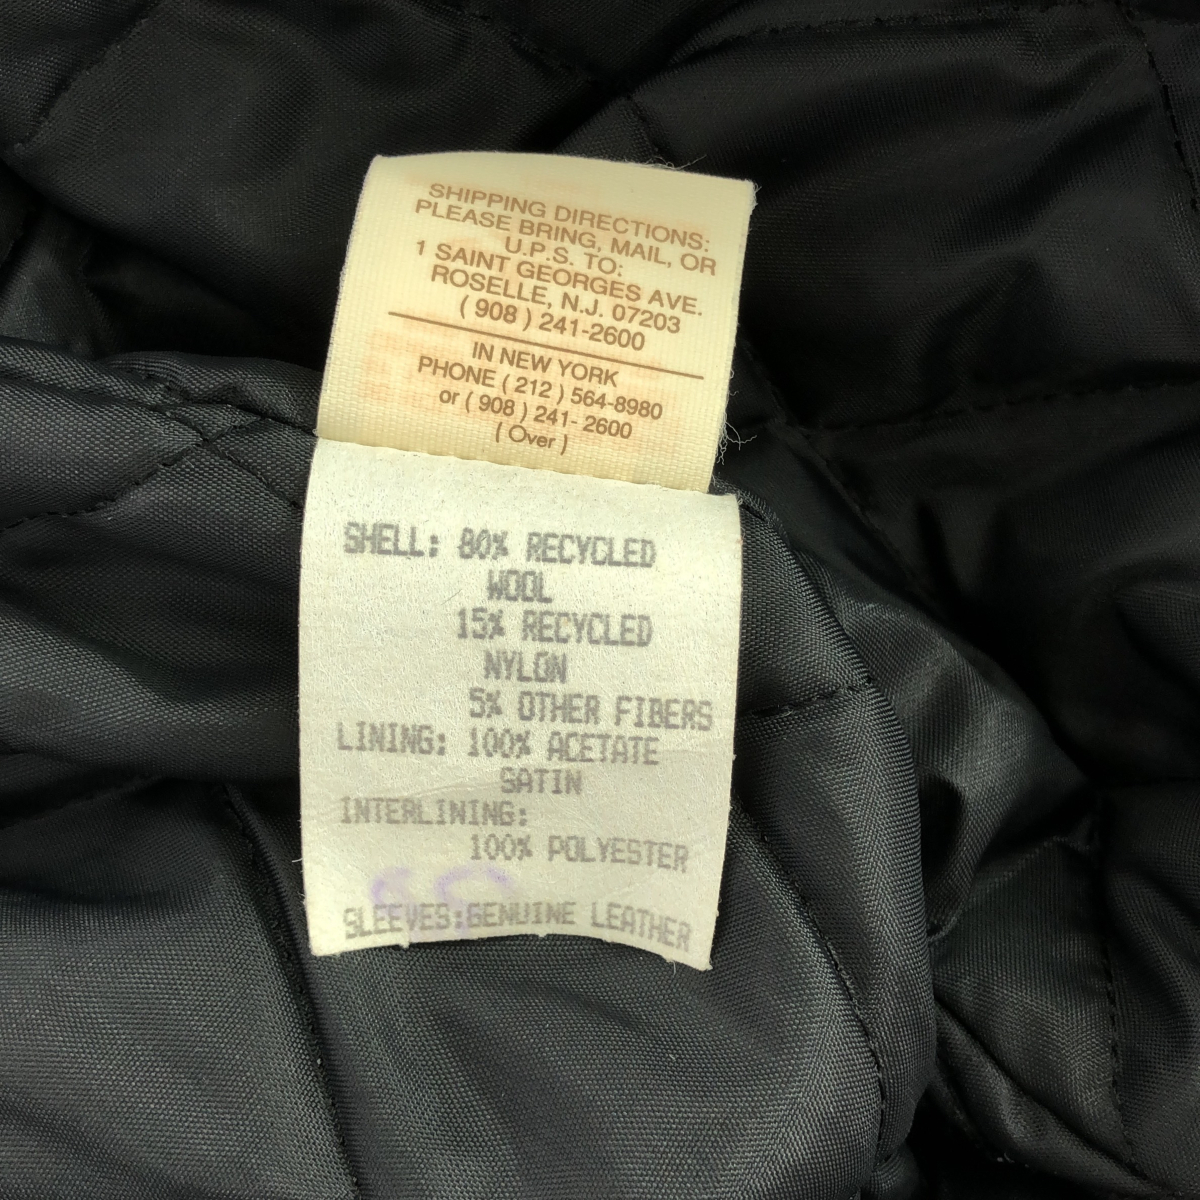 SHIPPING DIRECTIONS:
PLEASE BRING, MAIL, OR
U.P.S. TO:
1 SAINT GEORGES AVE.
ROSELLE, N.J. 07203
( 908 ) 241-2600
IN NEW YORK
PHONE ( 212 ) 564-8980
or ( 908 ) 241- 2600
( Over )
SHELL: 80% RECYCLED
WOOL
15% RECYCLED
NYLON
5% OTHER FIBERS
LINING: 100% ACETATE
SATIN
INTERLINING:
100% POLYESTER
SLEEVES:GENUINE LEATHER